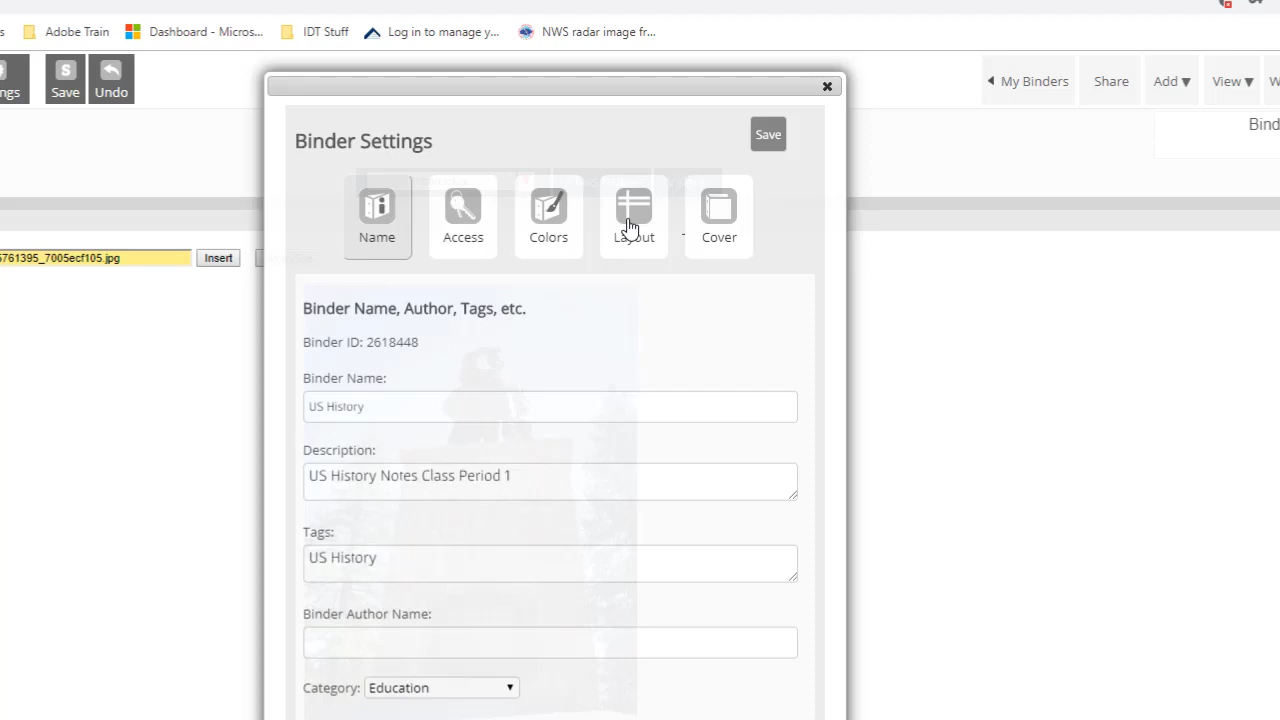 s Adobe Train Dashboard - Micros... IDT Stuff Log in to manage y... NWS radar image fr...
ngs S Save Undo
My Binders Share Add ▼ View ▼ W
Bind
Binder Settings
Save
Name Access Colors Layout Cover
5761395_7005ecf105.jpg Insert
Binder Name, Author, Tags, etc.
Binder ID: 2618448
Binder Name:
US History
Description:
US History Notes Class Period 1
Tags:
US History
Binder Author Name:
Category: Education